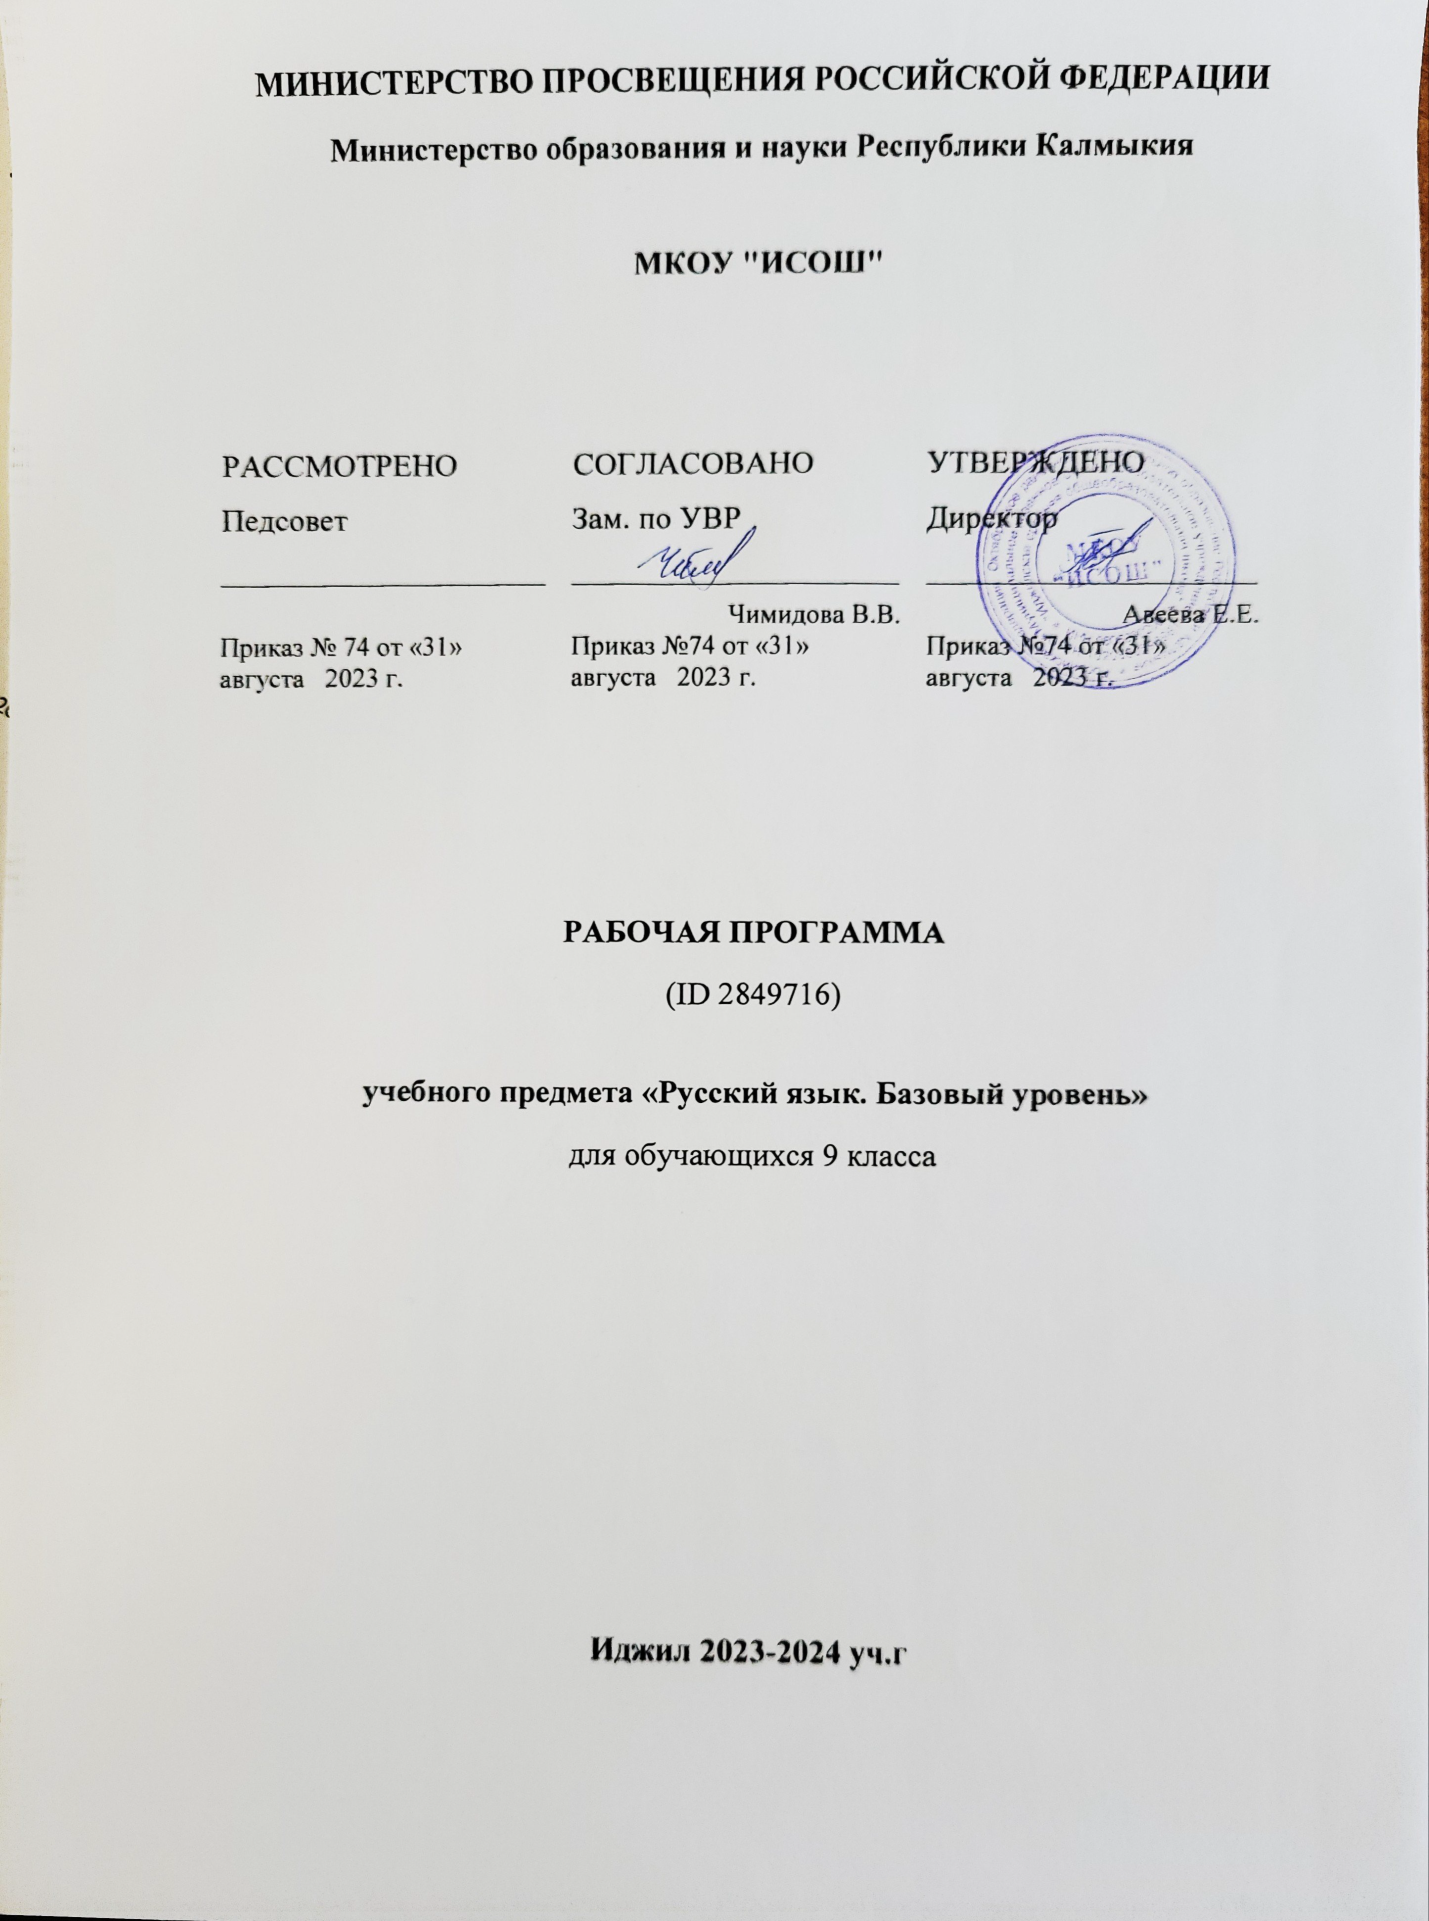 МИНИСТЕРСТВО ПРОСВЕЩЕНИЯ РОССИЙСКОЙ ФЕДЕРАЦИИ
Министерство образования и науки Республики Калмыкия
МКОУ "ИСОШ"
РАССМОТРЕНО
Педсовет
Приказ № 74 от «31»
августа 2023 г.
СОГЛАСОВАНО
Зам. по УВР
Чимидова В.В.
Приказ №74 от «31»
августа 2023 г.
УТВЕРЖДЕНО
Директор
МКОУ
"ИСОШ"
Авеева Е.Е.
Приказ №74 от «31»
августа 2023 г.
РАБОЧАЯ ПРОГРАММА
(ID 2849716)
учебного предмета «Русский язык. Базовый уровень»
для обучающихся 9 класса
Иджил 2023-2024 уч.г